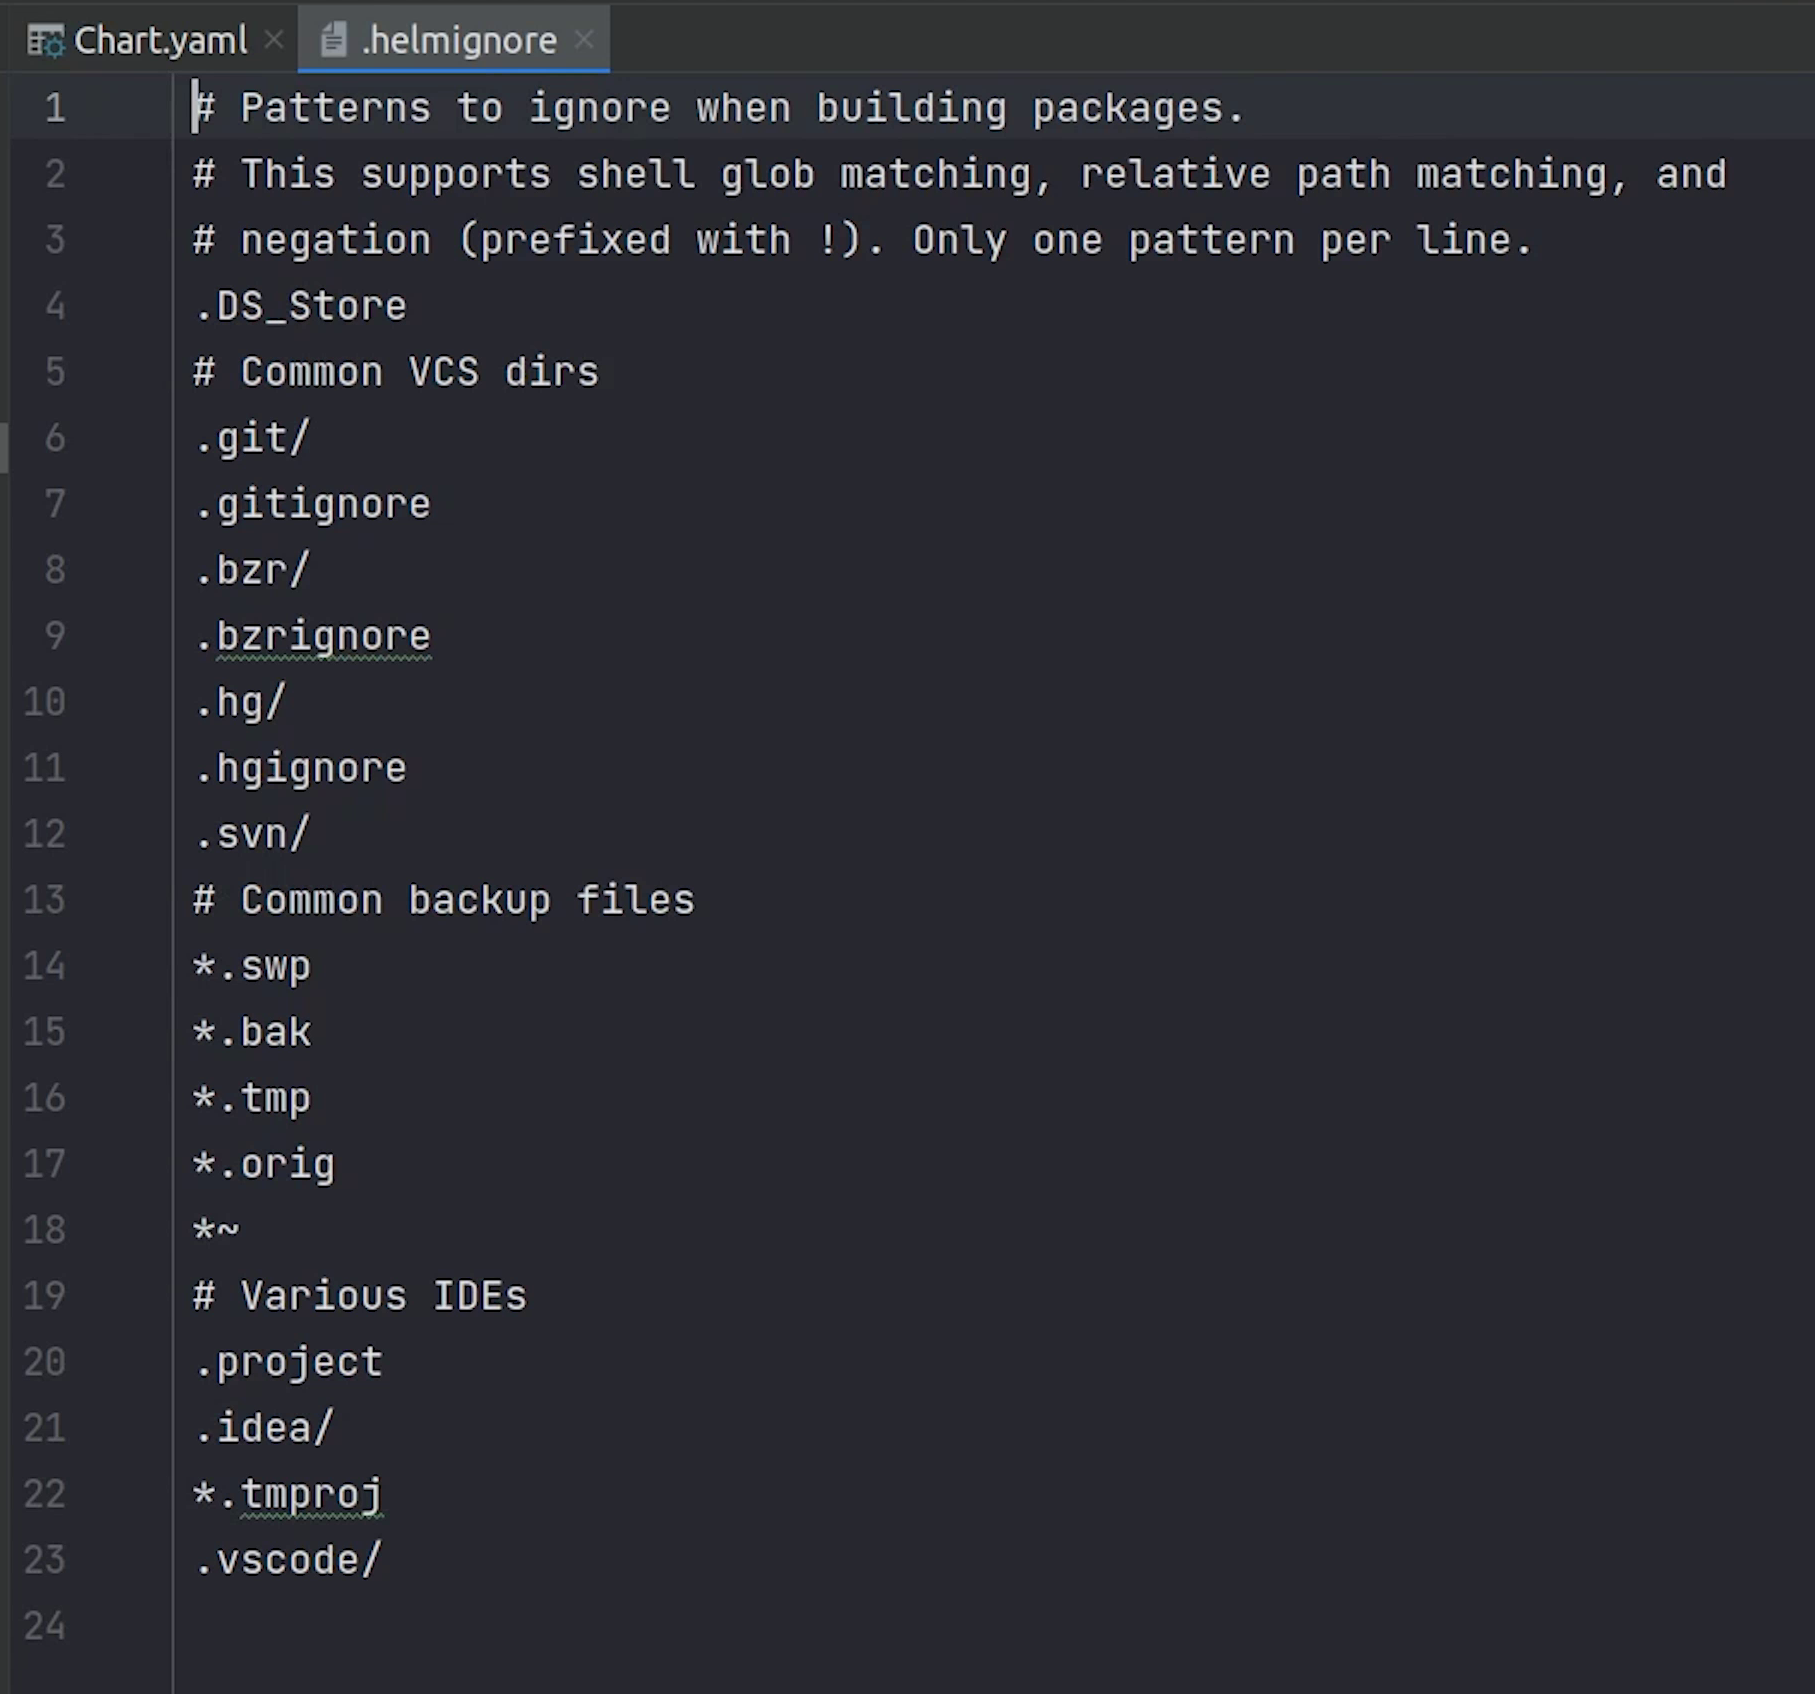 Chart.yaml .helmignore
1 # Patterns to ignore when building packages.
2 # This supports shell glob matching, relative path matching, and
3 # negation (prefixed with !). Only one pattern per line.
4 .DS_Store
5 # Common VCS dirs
6 .git/
7 .gitignore
8 .bzr/
9 .bzrignore
10 .hg/
11 .hgignore
12 .svn/
13 # Common backup files
14 *.swp
15 *.bak
16 *.tmp
17 *.orig
18 *~
19 # Various IDEs
20 .project
21 .idea/
22 *.tmproj
23 .vscode/
24